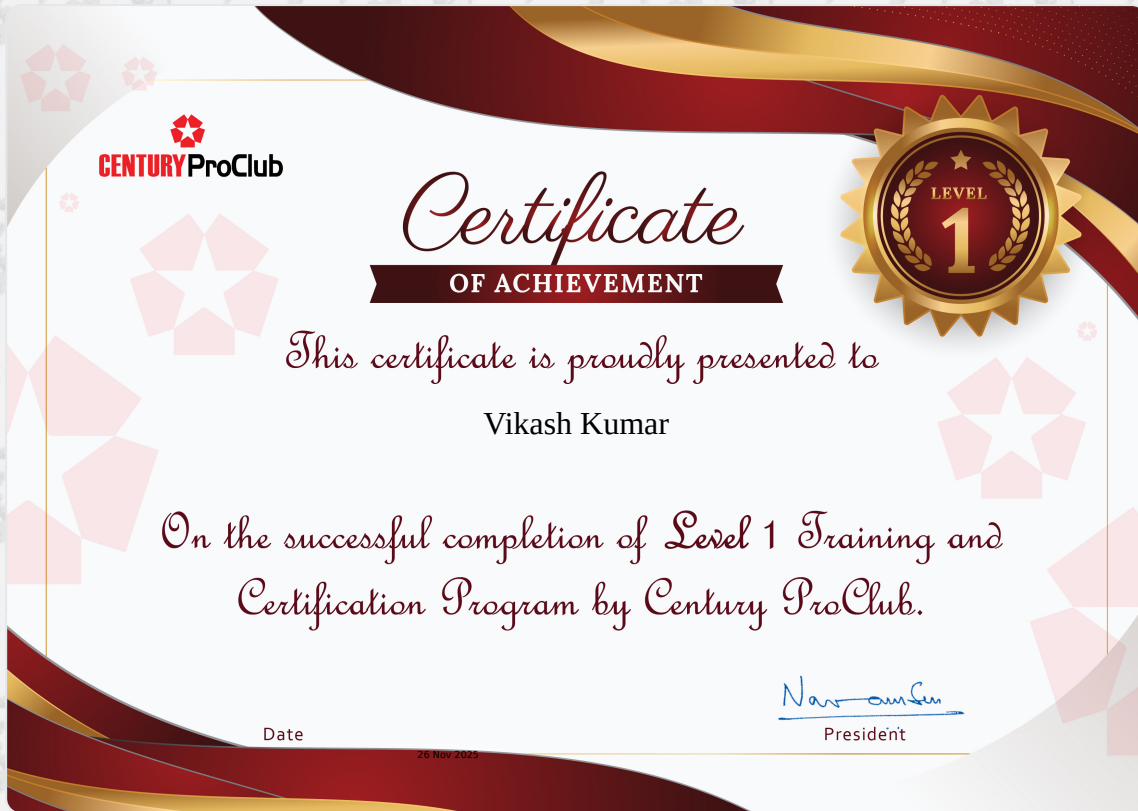 CENTURY ProClub
LEVEL
1
Certificate
OF ACHIEVEMENT
This certificate is proudly presented to
Vikash Kumar
On the successful completion of Level 1 Training and
Certification Program by Century ProClub.
Date
President
26 Nov 2025